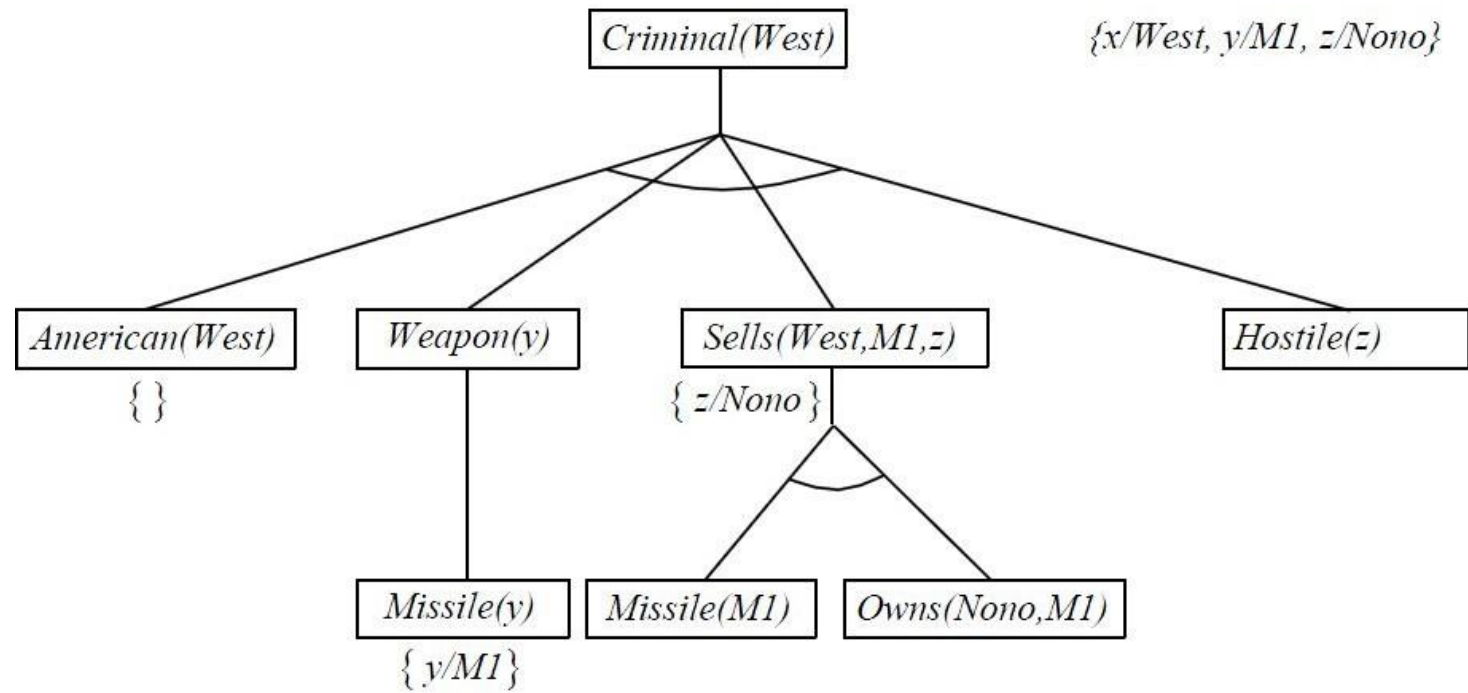 Criminal(West)
{x/West, y/M1, z/Nono}
American(West)
Weapon(y)
Sells(West,M1,z)
Hostile(z)
{ }
{ z/Nono }
Missile(y)
Missile(M1)
Owns(Nono,M1)
{ y/M1}